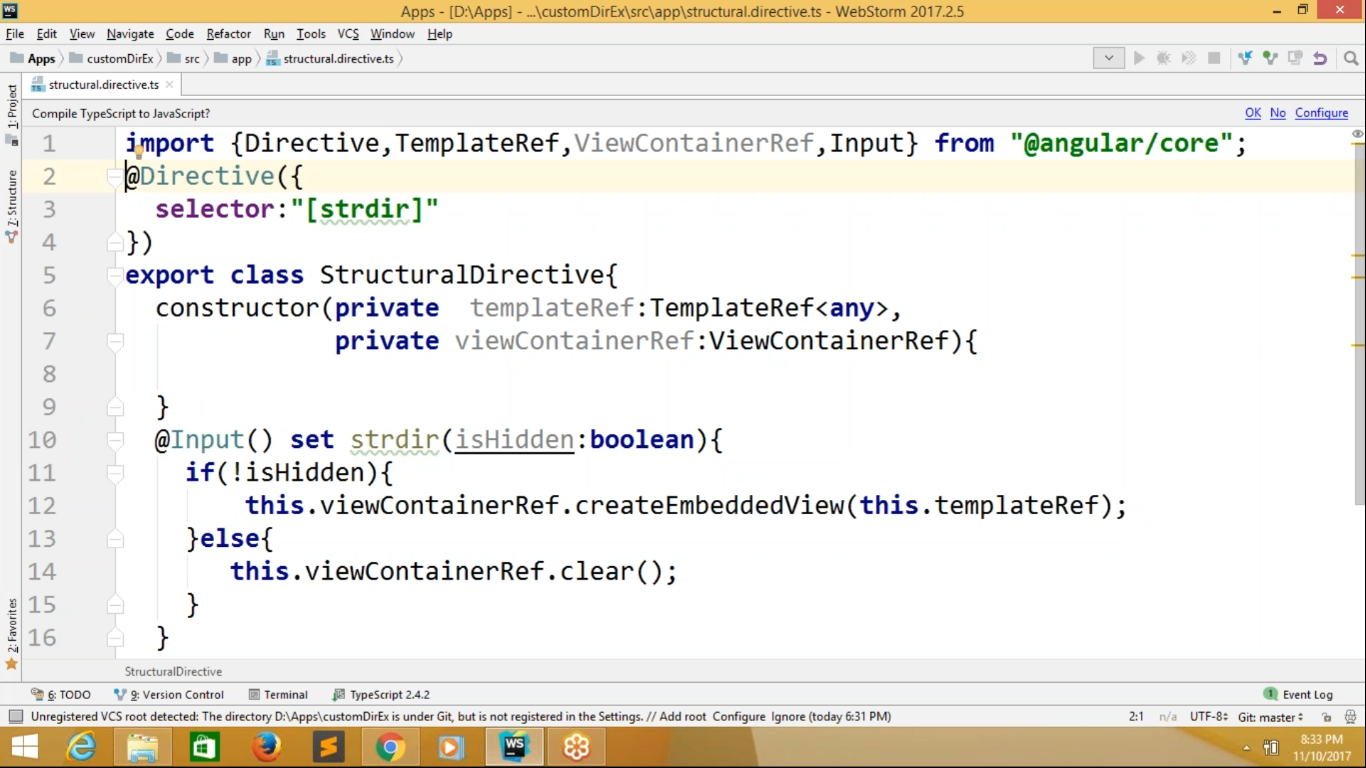 WS
Apps - [D:\Apps] - ...\customDirEx\src\app\structural.directive.ts - WebStorm 2017.2.5
File Edit View Navigate Code Refactor Run Tools VCS Window Help
Apps customDirEx src app structural.directive.ts
1: Project
7: Structure
2: Favorites
structural.directive.ts
Compile TypeScript to JavaScript? OK No Configure
1 import {Directive,TemplateRef,ViewContainerRef,Input} from "@angular/core";
2 @Directive({
3 selector:"[strdir]"
4 })
5 export class StructuralDirective{
6 constructor(private templateRef:TemplateRef<any>,
7 private viewContainerRef:ViewContainerRef){
8
9 }
10 @Input() set strdir(isHidden:boolean){
11 if(!isHidden){
12 this.viewContainerRef.createEmbeddedView(this.templateRef);
13 }else{
14 this.viewContainerRef.clear();
15 }
16 }
StructuralDirective
6: TODO 9: Version Control Terminal TypeScript 2.4.2 1 Event Log
Unregistered VCS root detected: The directory D:\Apps\customDirEx is under Git, but is not registered in the Settings. // Add root Configure Ignore (today 6:31 PM) 2:1 n/a UTF-8 Git: master
WS 8:33 PM
11/10/2017